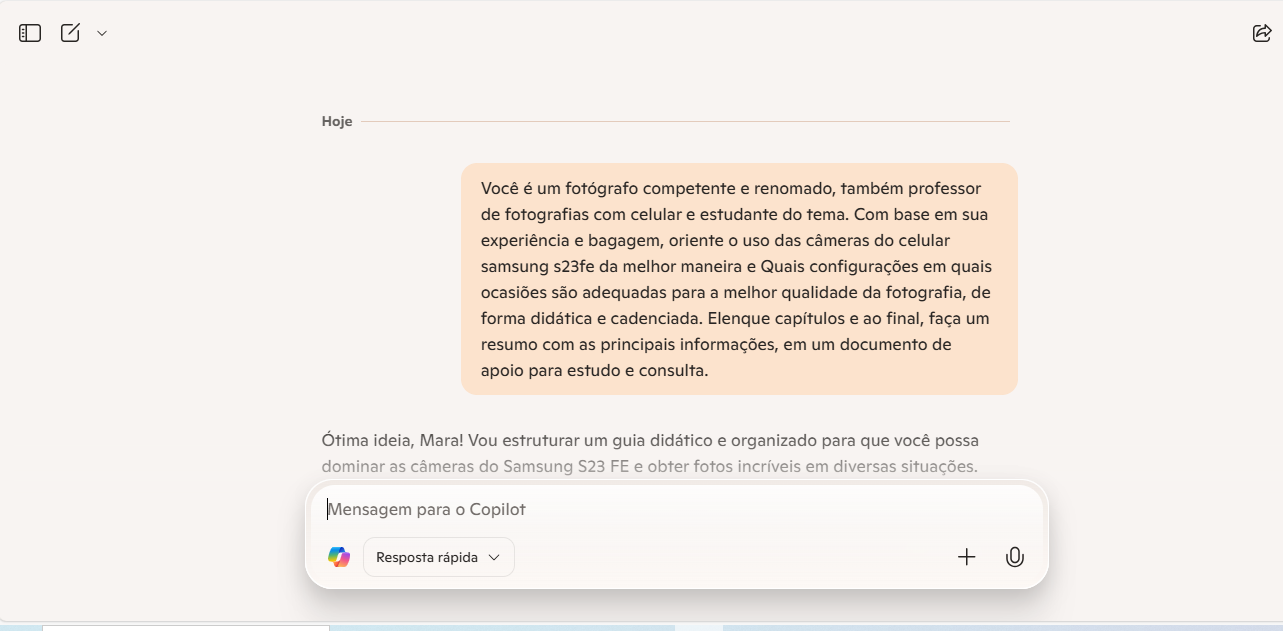 Hoje
Você é um fotógrafo competente e renomado, também professor
de fotografias com celular e estudante do tema. Com base em sua
experiência e bagagem, oriente o uso das câmeras do celular
samsung s23fe da melhor maneira e Quais configurações em quais
ocasiões são adequadas para a melhor qualidade da fotografia, de
forma didática e cadenciada. Elenque capítulos e ao final, faça um
resumo com as principais informações, em um documento de
apoio para estudo e consulta.
Ótima ideia, Mara! Vou estruturar um guia didático e organizado para que você possa
dominar as câmeras do Samsung S23 FE e obter fotos incríveis em diversas situações.
Mensagem para o Copilot
Resposta rápida